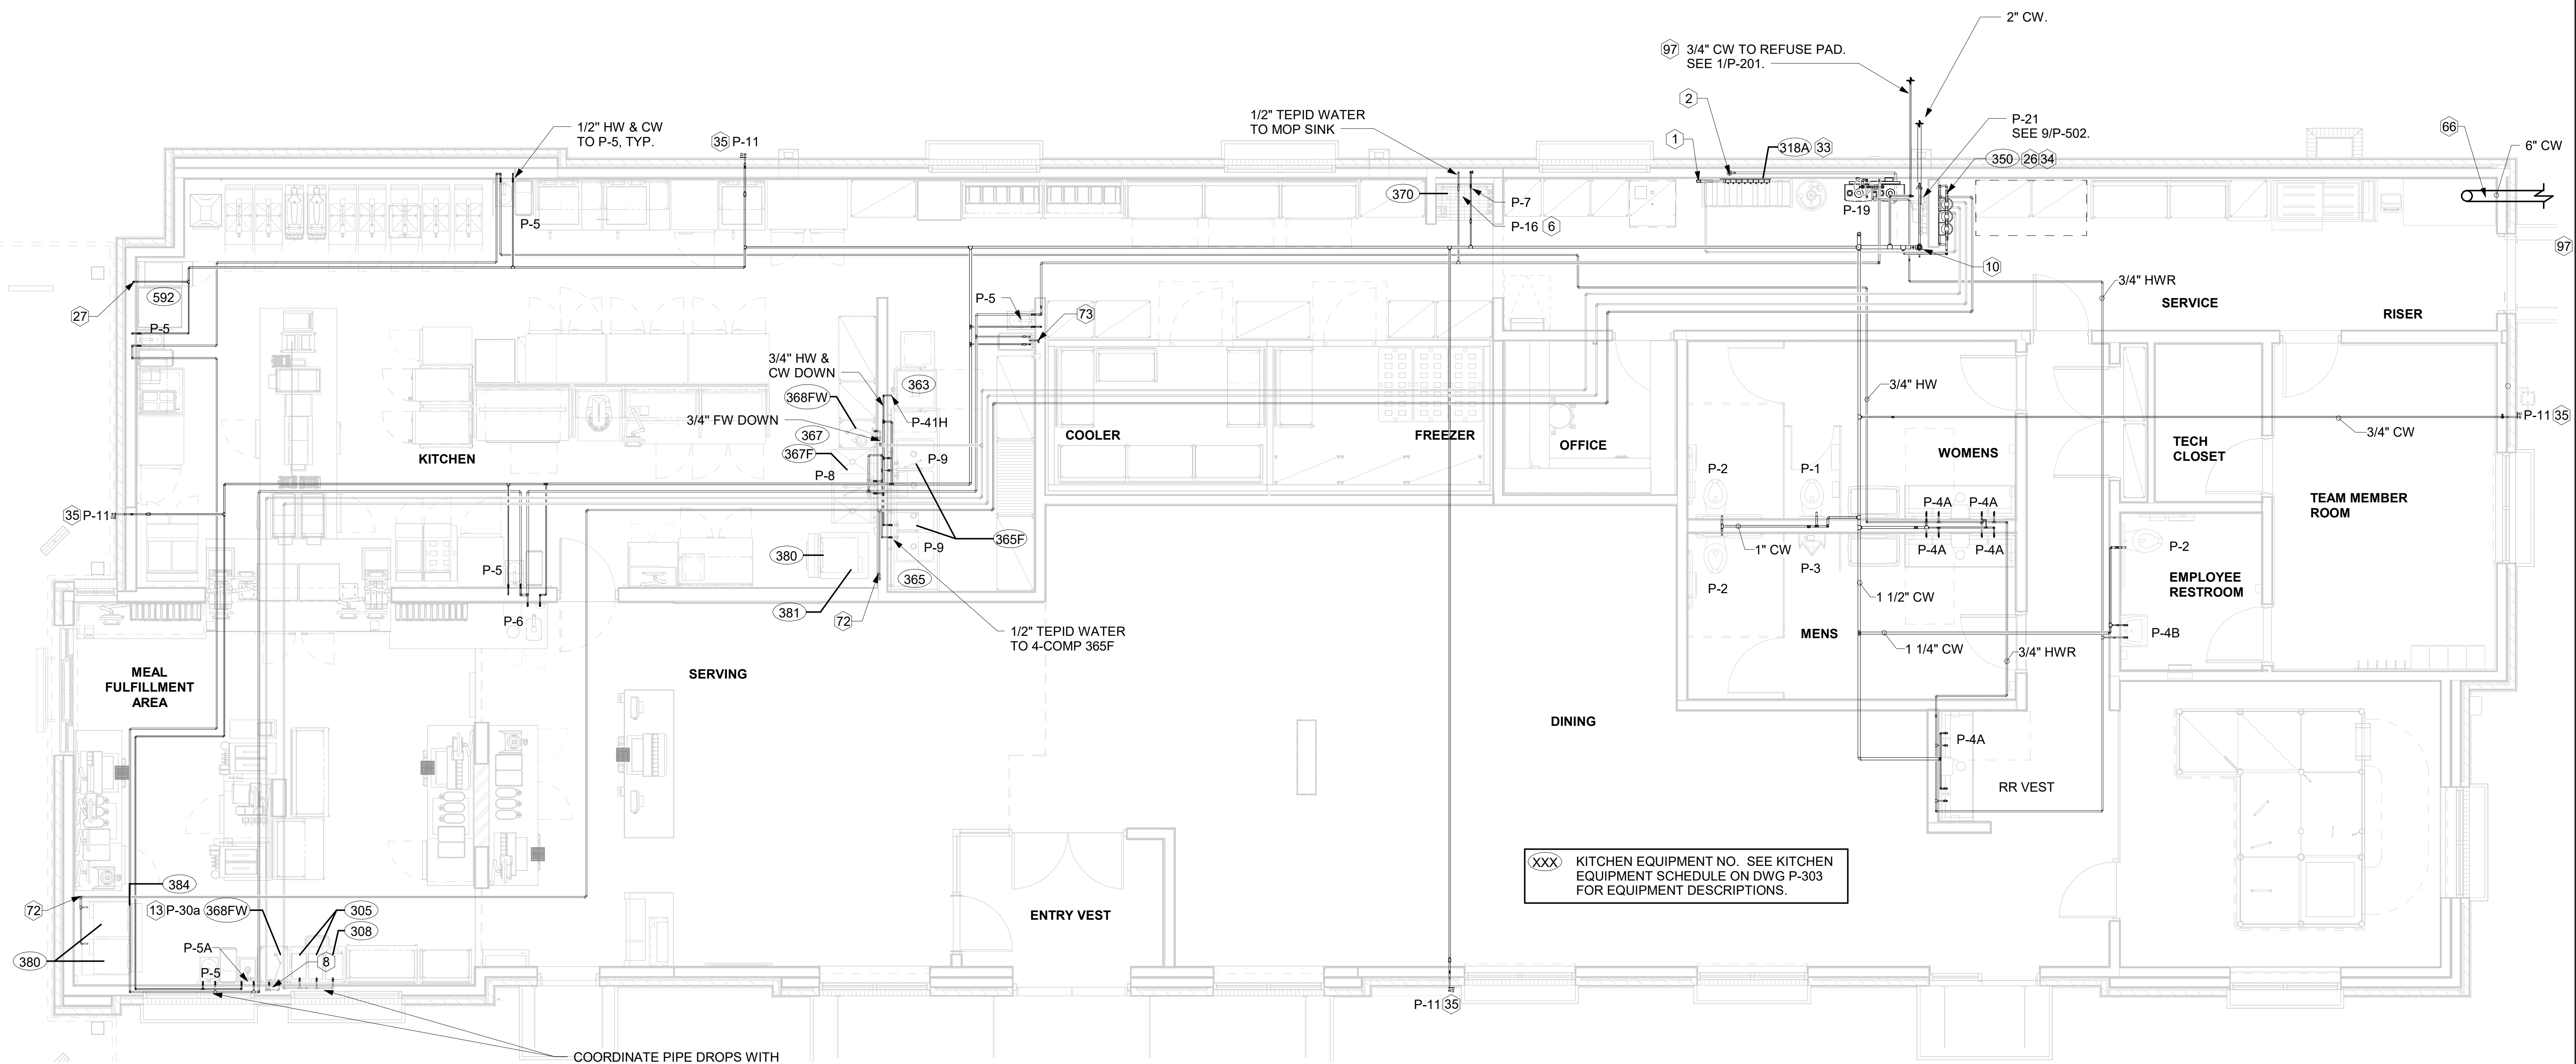 2" CW.
97 3/4" CW TO REFUSE PAD.
SEE 1/P-201.
2
1/2" TEPID WATER
TO MOP SINK
P-21
SEE 9/P-502.
1/2" HW & CW
TO P-5, TYP.
35 P-11
1
318A 33
350 26 34
66
6" CW
370
P-7
P-16 6
P-19
P-5
97
10
3/4" HWR
SERVICE
RISER
592
27
P-5
P-5
73
3/4" HW &
CW DOWN
363
368FW
P-41H
3/4" FW DOWN
367
367F
P-8
P-9
KITCHEN
COOLER
FREEZER
OFFICE
3/4" HW
P-11 35
3/4" CW
WOMENS
TECH
CLOSET
P-2
P-1
P-4A
P-4A
TEAM MEMBER
ROOM
35 P-11
365F
380
P-9
365
P-5
1" CW
P-3
P-4A
P-4A
P-2
P-2
EMPLOYEE
RESTROOM
381
72
P-6
1 1/2" CW
1/2" TEPID WATER
TO 4-COMP 365F
MENS
P-4B
1 1/4" CW
3/4" HWR
MEAL
FULFILLMENT
AREA
SERVING
DINING
P-4A
RR VEST
XXX KITCHEN EQUIPMENT NO. SEE KITCHEN
EQUIPMENT SCHEDULE ON DWG P-303
FOR EQUIPMENT DESCRIPTIONS.
384
72
13 P-30a 368FW
305
308
ENTRY VEST
P-5A
8
380
P-5
P-11 35
COORDINATE PIPE DROPS WITH